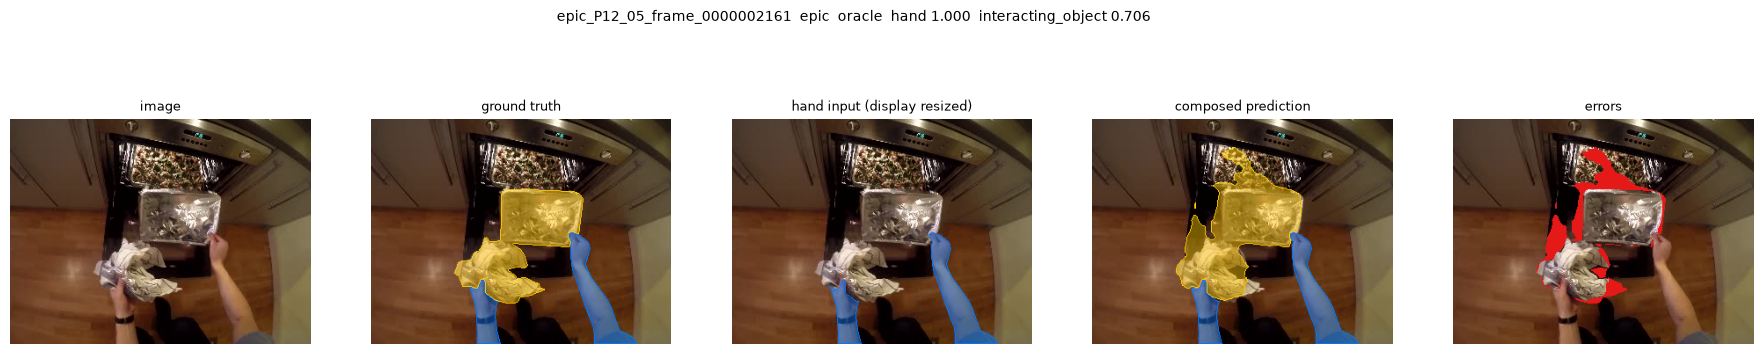 epic_P12_05_frame_0000002161  epic  oracle  hand 1.000  interacting_object 0.706
image
ground truth
hand input (display resized)
composed prediction
errors